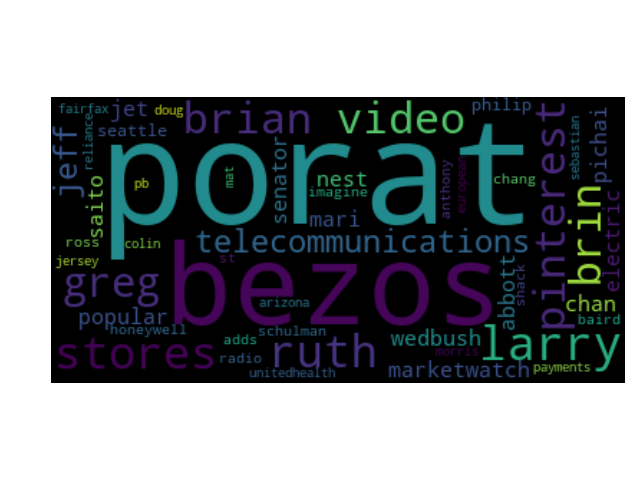 fairfax
jet
doug
brian
video
philip
jeff
reliance
seattle
porat
senator
mat
nest
imagine
anthony
european
chang
pinterest
sebastian
pichai
pb
saito
mari
brin
electric
ross
colin
telecommunications
jersey
st
bezos
greg
arizona
abbott
shack
chan
popular
honeywell
schulman
baird
stores
adds
radio
ruth
wedbush
morris
larry
unitedhealth
marketwatch
payments